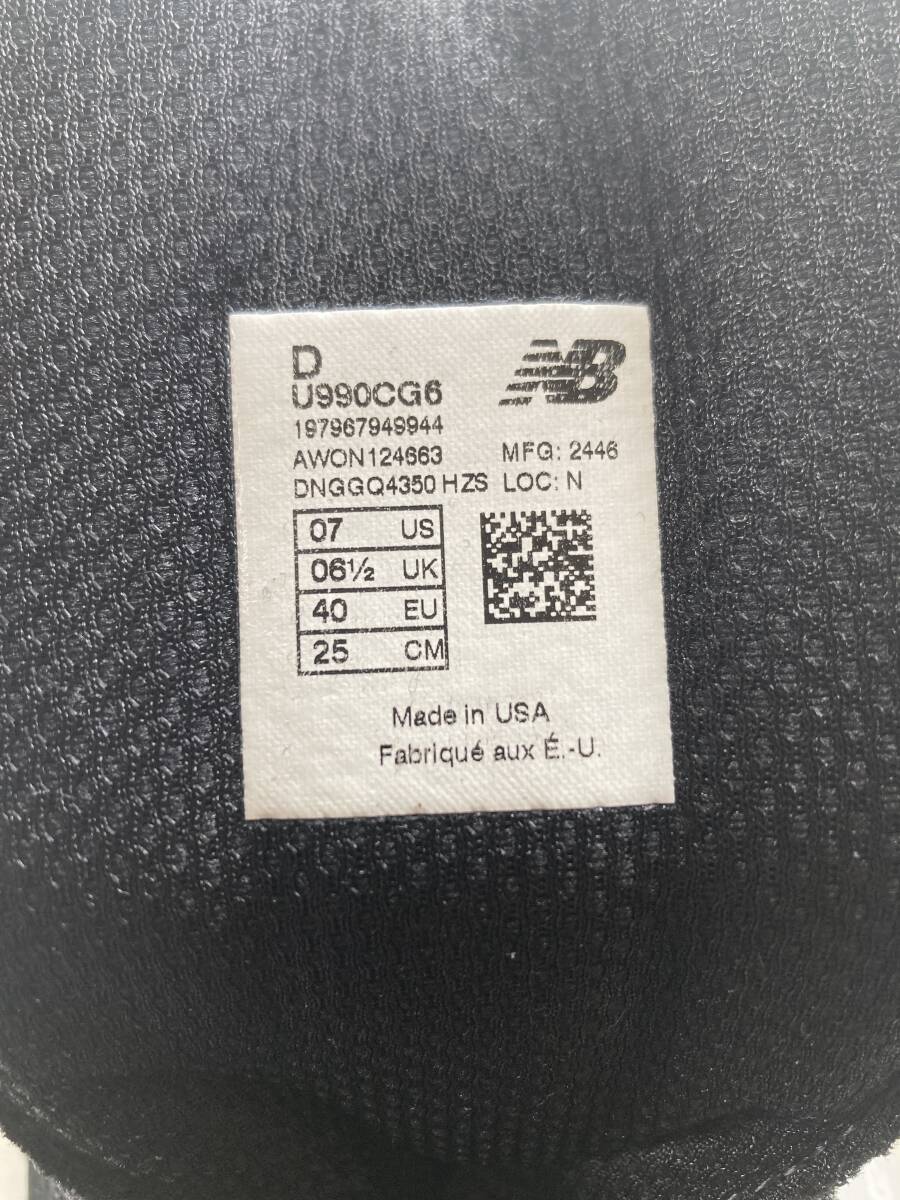 D
NB
U990CG6
197967949944
AWON124663 MFG: 2446
DNGGQ4350 HZS LOC: N
07 US
06½ UK
40 EU
25 CM
Made in USA
Fabriqué aux É.-U.